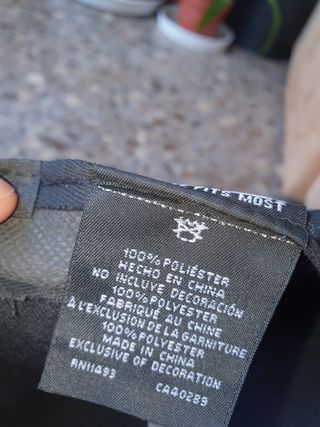 FITS MOST
100% POLIÉSTER
HECHO EN CHINA
NO INCLUYE DECORACIÓN
100% POLYESTER
FABRIQUE AU CHINE
À L'EXCLUSION DE LA GARNITURE
100% POLYESTER
MADE IN CHINA
EXCLUSIVE OF DECORATION
RN11493 CA40289